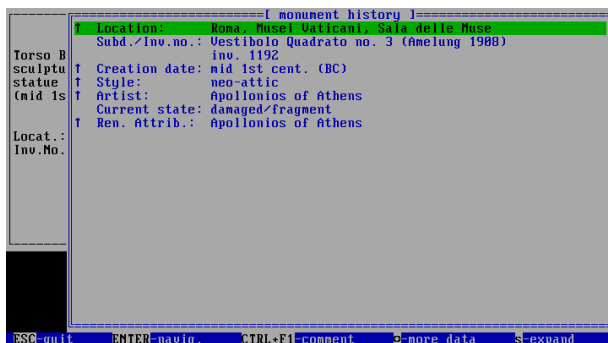 [ monument history ]
↑ Location: Roma, Musei Vaticani, Sala delle Muse
Subd./Inv.no.: Vestibolo Quadrato no. 3 (Amelung 1908)
inv. 1192
↑ Creation date: mid 1st cent. (BC)
↑ Style: neo-attic
↑ Artist: Apollonios of Athens
Current state: damaged/fragment
↑ Ren. Attrib.: Apollonios of Athens
Torso B
sculptu
statue
(mid 1s
Locat.:
Inv.No.
ESC-quit ENTER-navig. CTRL+F1-comment o-more data s-expand